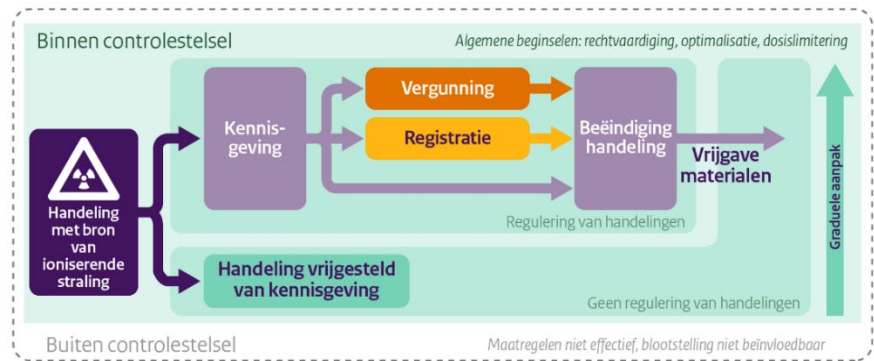 Binnen controlestelsel
Algemene beginselen: rechtvaardiging, optimalisatie, dosislimitering
Kennis-
geving
Vergunning
Registratie
Beëindiging
handeling
Vrijgave
materialen
Handeling
met bron
van
ioniserende
straling
Regulering van handelingen
Handeling vrijgesteld
van kennisgeving
Geen regulering van handelingen
Graduele aanpak
Buiten controlestelsel
Maatregelen niet effectief, blootstelling niet beïnvloedbaar